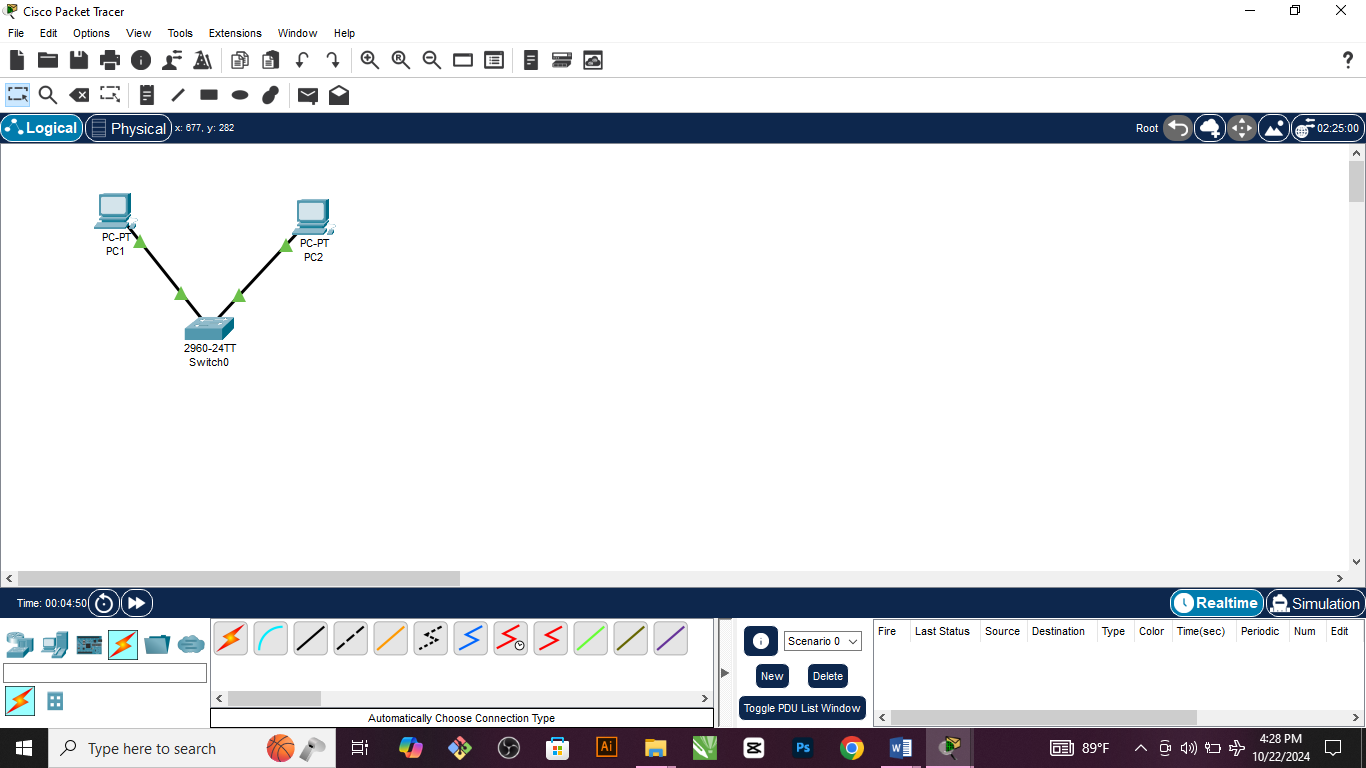 Cisco Packet Tracer
File Edit Options View Tools Extensions Window Help
Logical Physical x: 677, y: 282 Root 02:25:00
PC-PT
PC1
PC-PT
PC2
2960-24TT
Switch0
Time: 00:04:50 Realtime Simulation
Scenario 0
New Delete
Toggle PDU List Window
Fire Last Status Source Destination Type Color Time(sec) Periodic Num Edit
Automatically Choose Connection Type
Type here to search
Ai
Ps
89°F
4:28 PM
10/22/2024